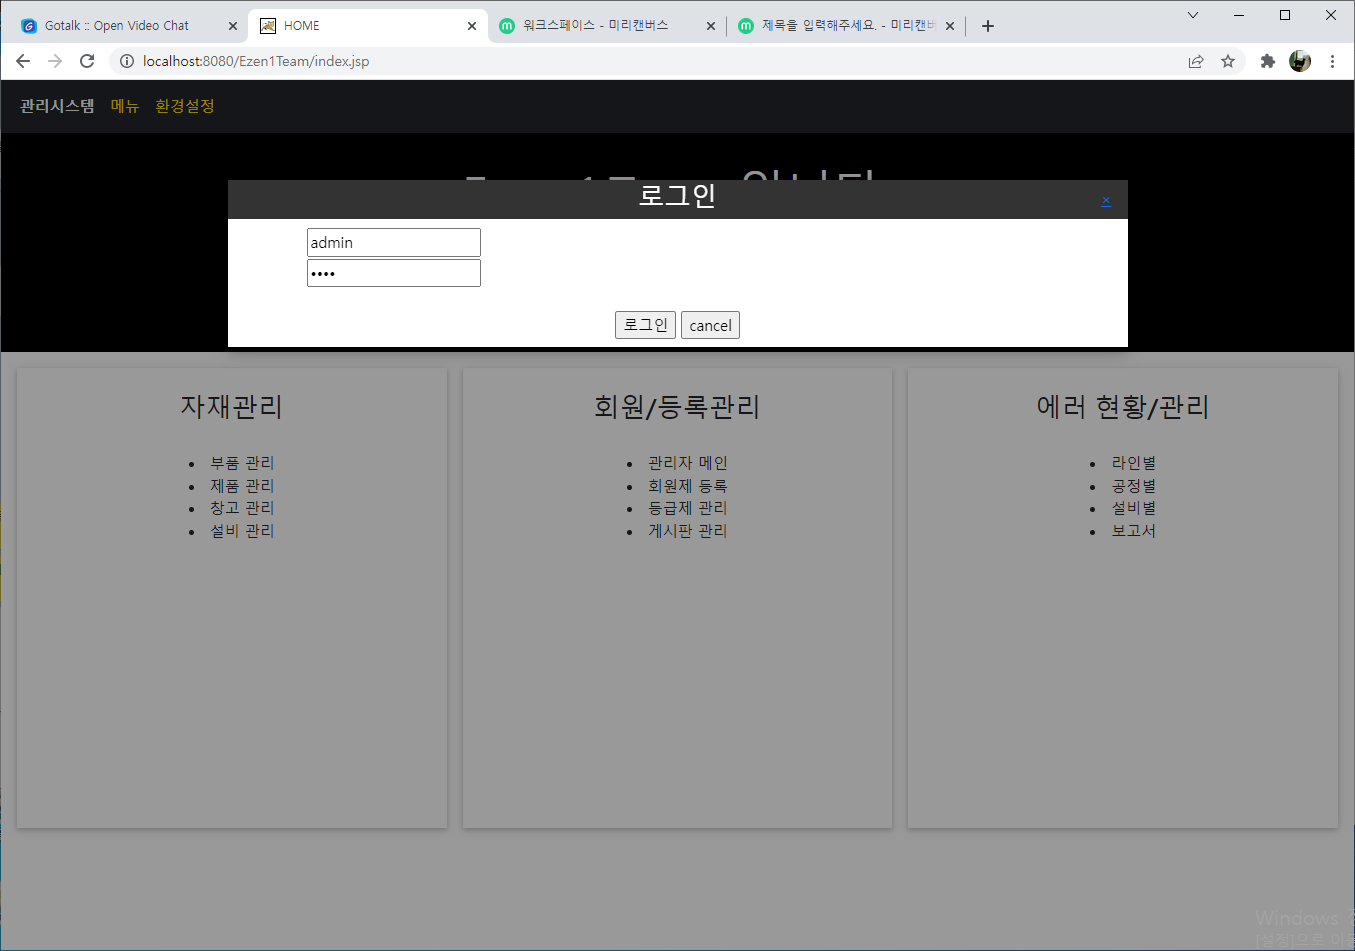 Gotalk :: Open Video Chat
HOME
워크스페이스 - 미리캔버스
제목을 입력해주세요. - 미리캔버
localhost:8080/Ezen1Team/index.jsp
관리시스템 메뉴 환경설정
로그인
×
admin
••••
로그인 cancel
자재관리
부품 관리
제품 관리
창고 관리
설비 관리
회원/등록관리
관리자 메인
회원제 등록
등급제 관리
게시판 관리
에러 현황/관리
라인별
공정별
설비별
보고서
Windows
[설정]으로